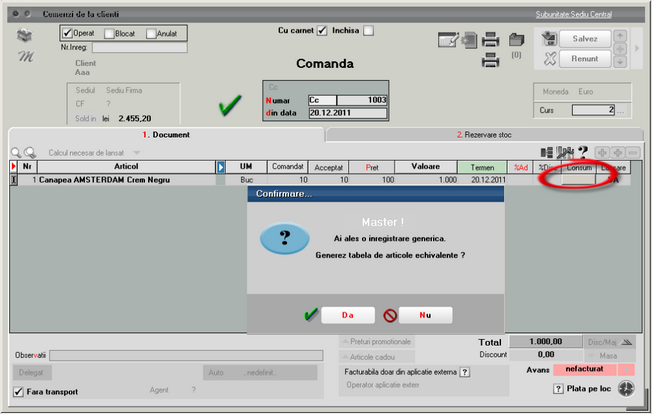 Comenzi de la clienti
Subunitate:Sediu Central
Operat Blocat Anulat
Nr.Inreg:
Cu carnet Inchisa
Salvez
Renunt
(0)
Client
Aaa
Comanda
Sediul Sediu Firma
CF ?
Sold in lei 2.455,20
Cc
Numar Cc 1003
din data 20.12.2011
Moneda Euro
Curs 2 ...
1. Document
2. Rezervare stoc
Calcul necesar de lansat
Nr Articol UM Comandat Acceptat Pret Valoare Termen %Ad %Disc Consum
1 Canapea AMSTERDAM Crem Negru Buc 10 10 100 1.000 20.12.2011 A
Confirmare...
Master !
Ai ales o inregistrare generica.
Generez tabela de articole echivalente ?
Da
Nu
Observatii
Preturi promotionale
Articole cadou
Total 1.000,00 Disc/Maj
Discount 0,00 Masa
Delegat
Auto ..nedefinit..
Facturabila doar din aplicatie externa ?
Avans nefacturat
Fara transport
Agent ?
Operator aplicatie extern
? Plata pe loc